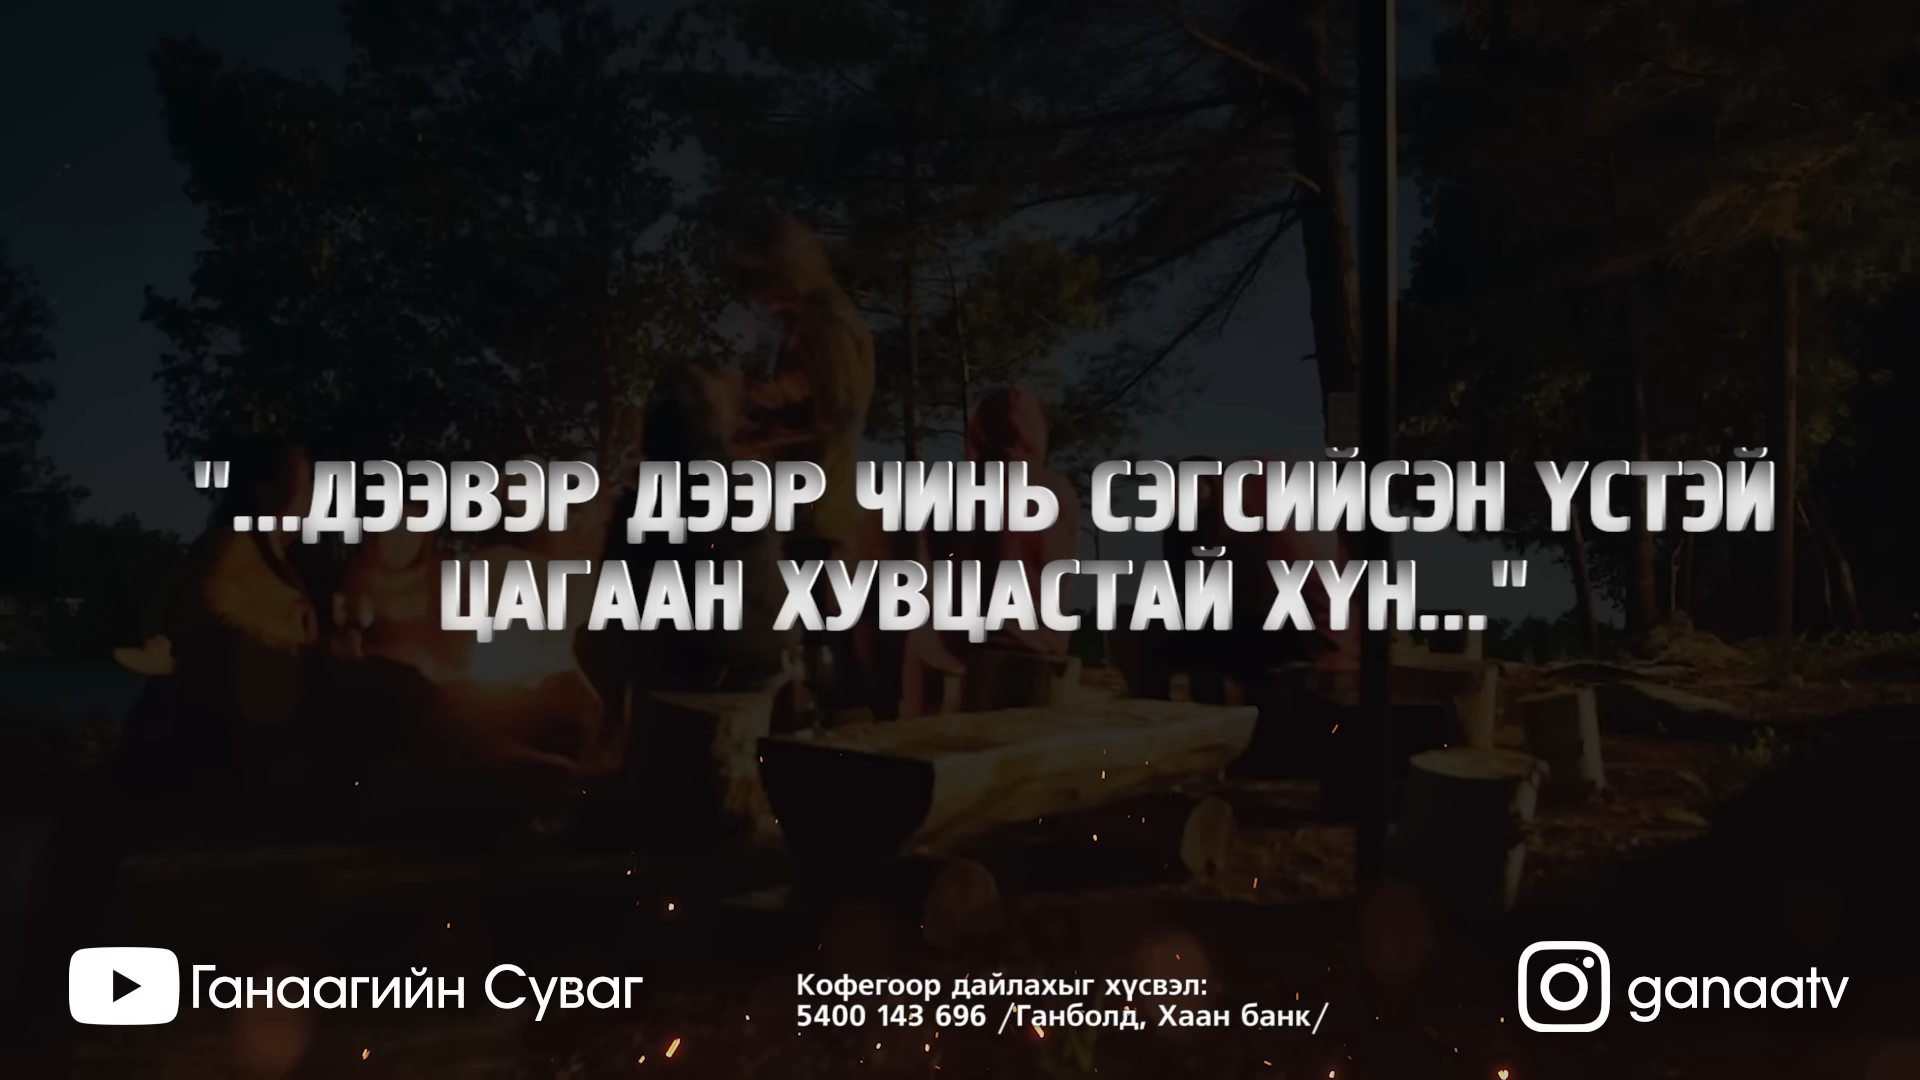 "...ДЭЭВЭР ДЭЭР ЧИНЬ СЭГСИЙСЭН ҮСТЭЙ
ЦАГААН ХУВЦАСТАЙ ХҮН..."
Ганаагийн Суваг
Кофегоор дайлахыг хүсвэл:
5400 143 696 /Ганболд, Хаан банк/
ganaatv